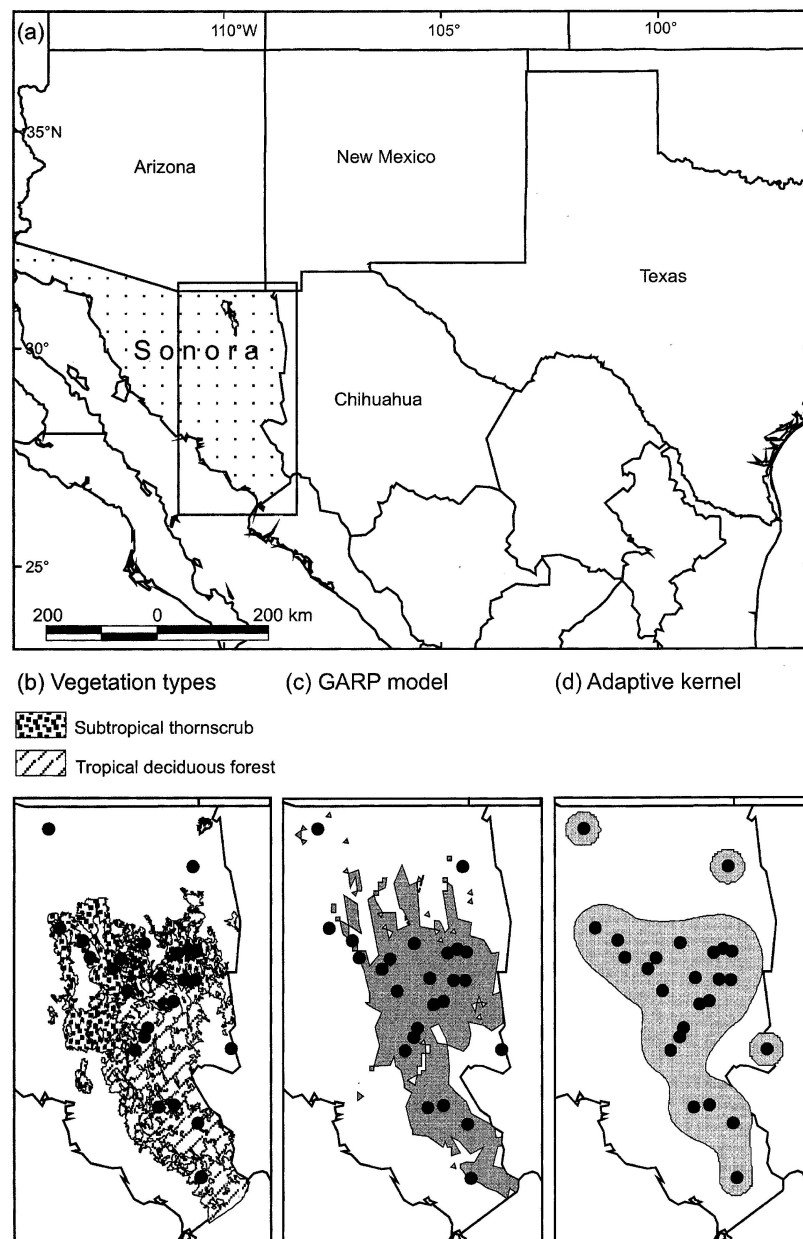 (a)
110°W
105°
100°
35°N
Arizona
New Mexico
Texas
30°
Sonora
Chihuahua
25°
200 0 200 km
(b) Vegetation types
(c) GARP model
(d) Adaptive kernel
Subtropical thornscrub
Tropical deciduous forest